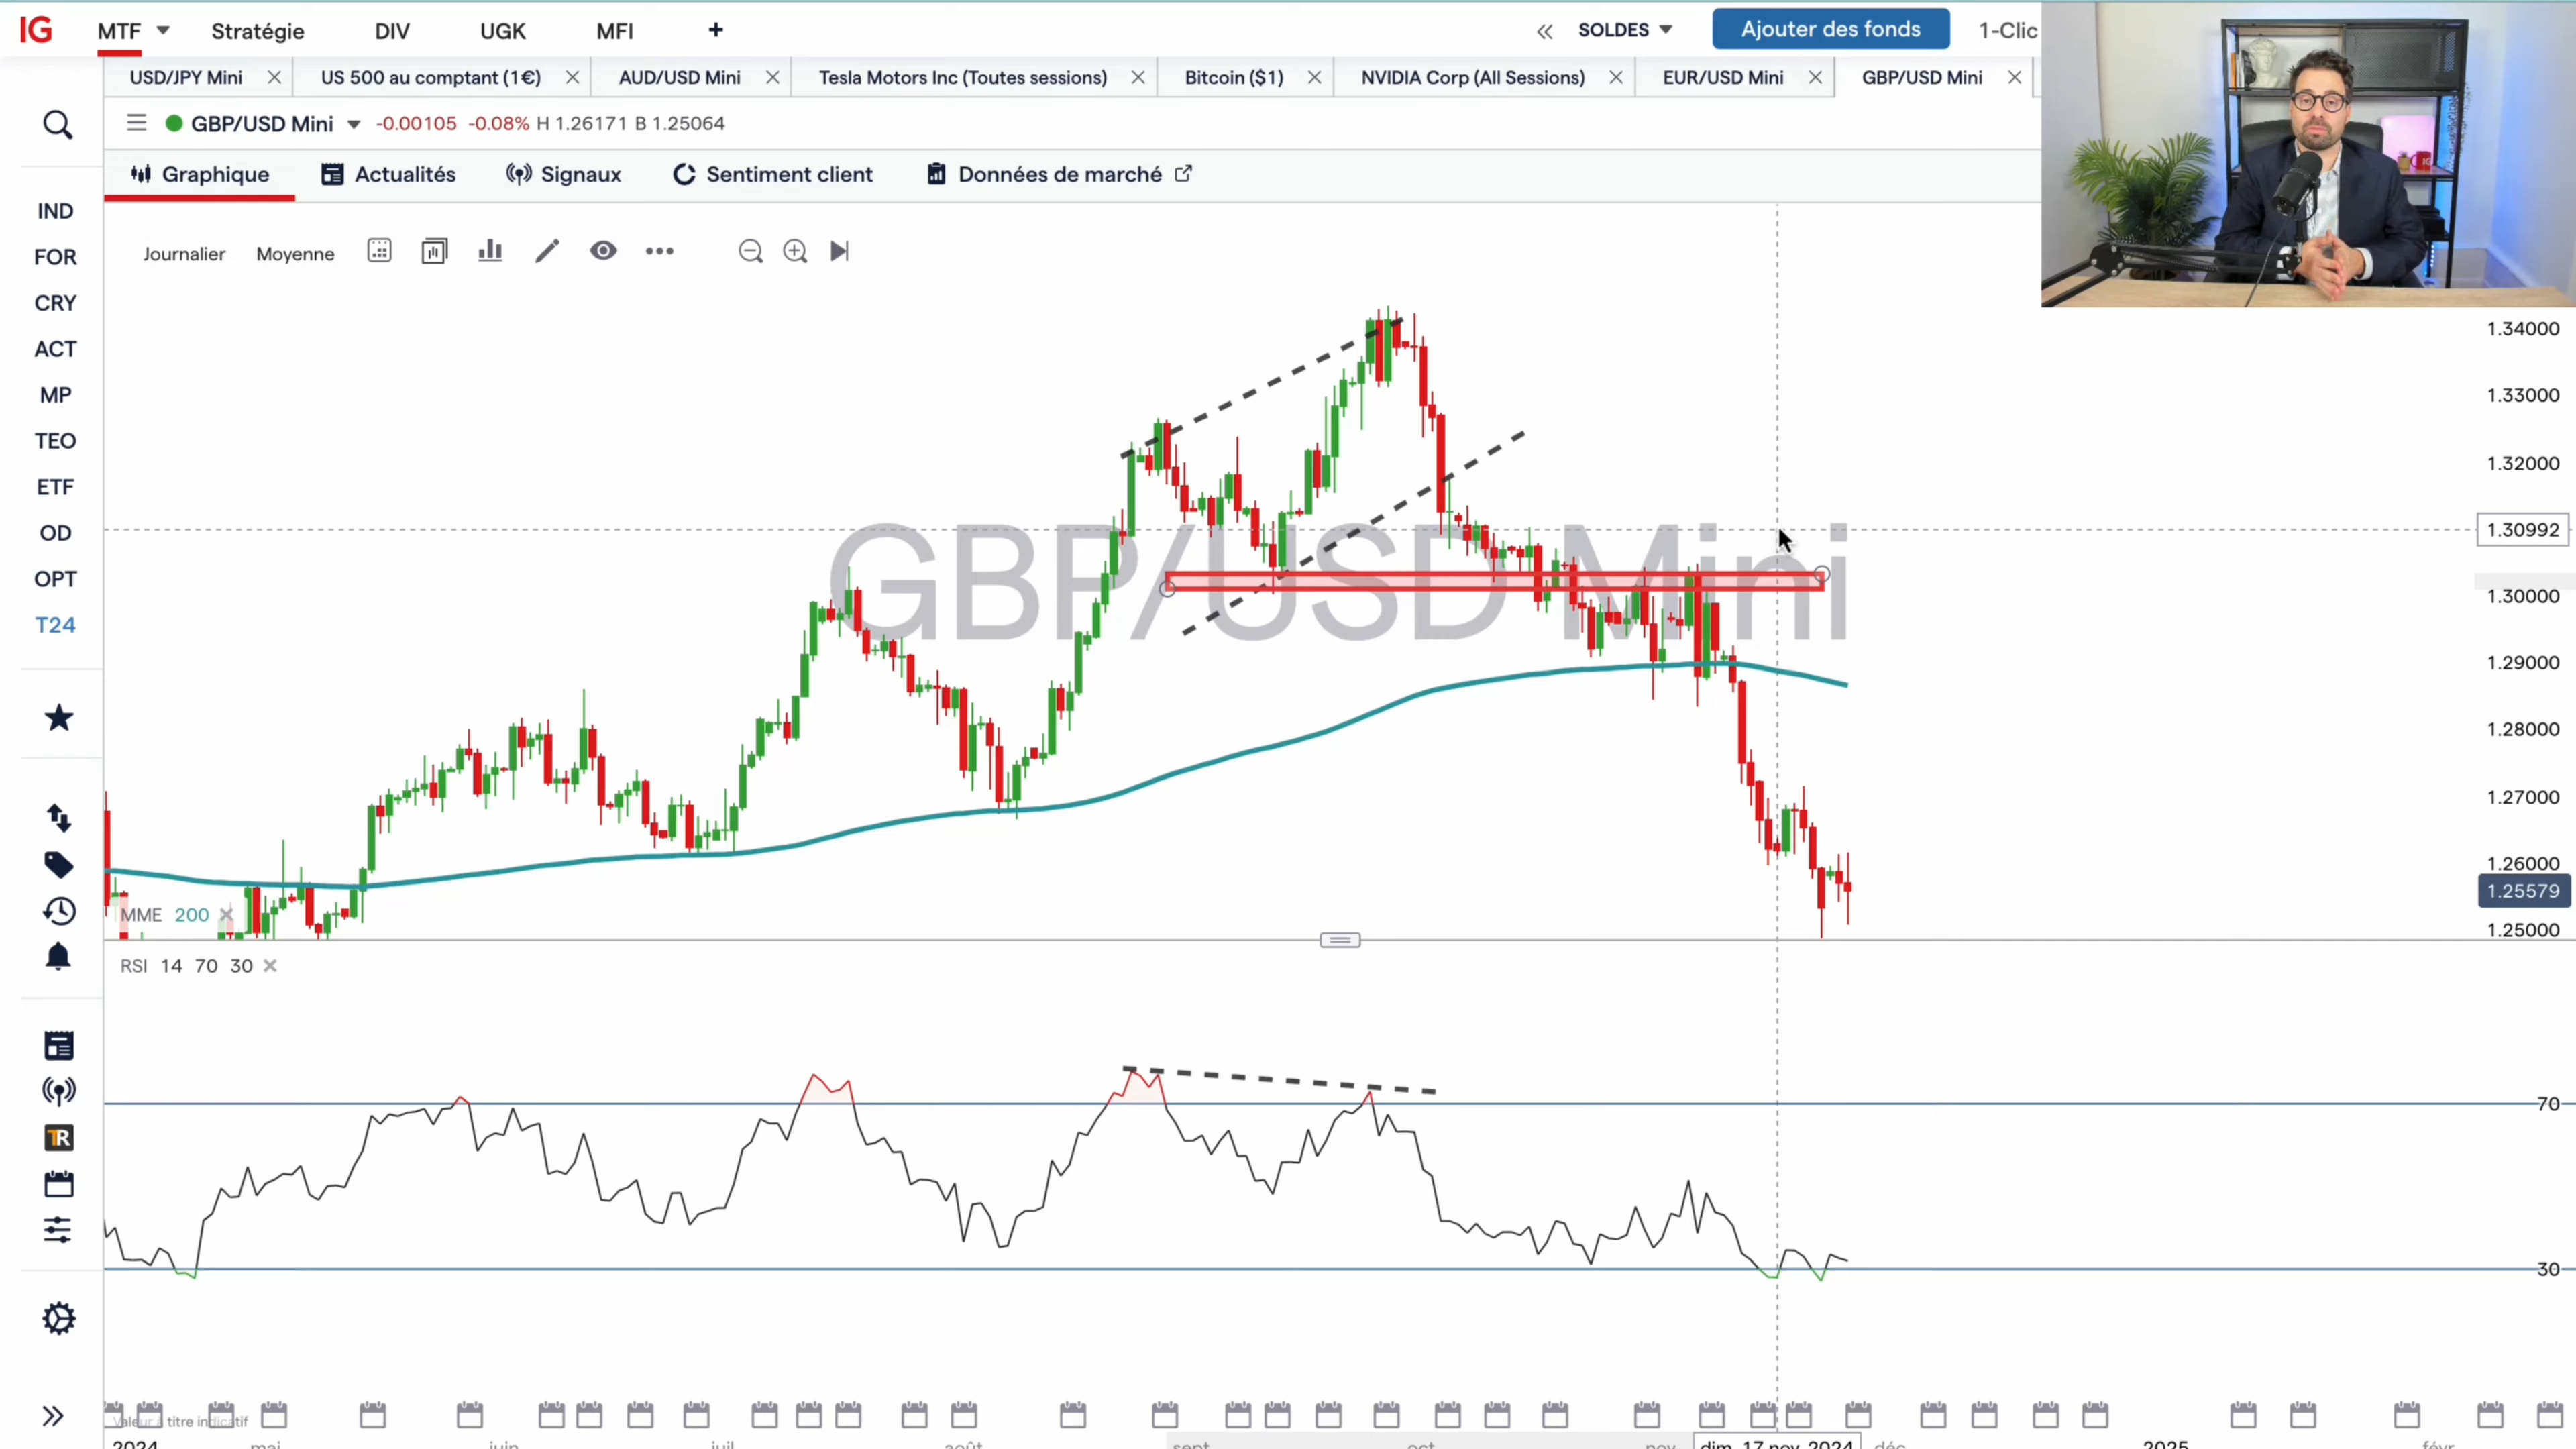 IG MTF Stratégie DIV UGK MFI + SOLDES Ajouter des fonds 1-Clic
USD/JPY Mini US 500 au comptant (1€) AUD/USD Mini Tesla Motors Inc (Toutes sessions) Bitcoin ($1) NVIDIA Corp (All Sessions) EUR/USD Mini GBP/USD Mini
GBP/USD Mini -0.00105 -0.08% H 1.26171 B 1.25064
Graphique Actualités Signaux Sentiment client Données de marché
IND
FOR
CRY
ACT
MP
TEO
ETF
OD
OPT
T24
TR
Journalier Moyenne
GBP/USD Mini
1.34000
1.33000
1.32000
1.30992
1.30000
1.29000
1.28000
1.27000
1.26000
1.25579
1.25000
MME 200
RSI 14 70 30
70
30
Valeur à titre indicatif
2024 mai juin juil août sept oct nov dim. 17 nov. 2024 déc 2025 févr